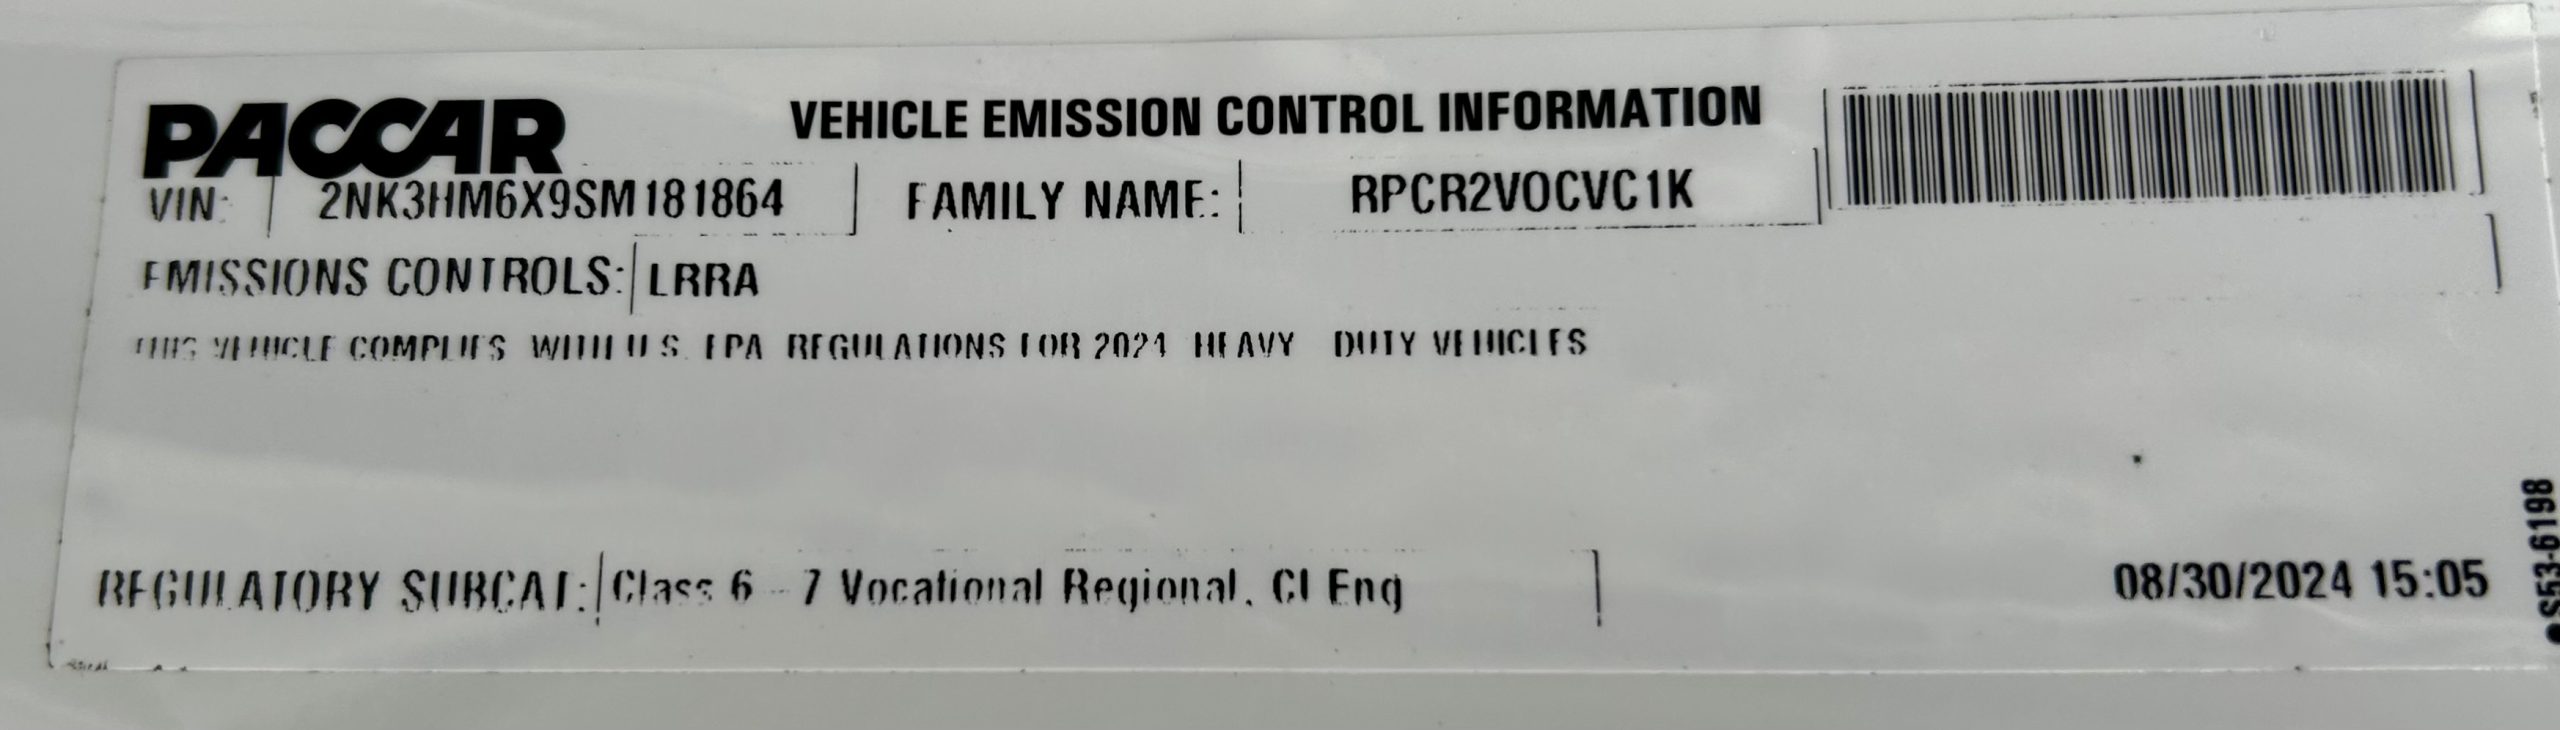 PACCAR VEHICLE EMISSION CONTROL INFORMATION
VIN: 2NK3HM6X9SM181864 FAMILY NAME: RPCR2VOCVC1K
EMISSIONS CONTROLS: LRRA
THIS VEHICLE COMPLIES WITH U.S. EPA REGULATIONS FOR 2024 HEAVY DUTY VEHICLES
REGULATORY SUBCAT: Class 6 - 7 Vocational Regional, CI Eng
08/30/2024 15:05
S53-6198